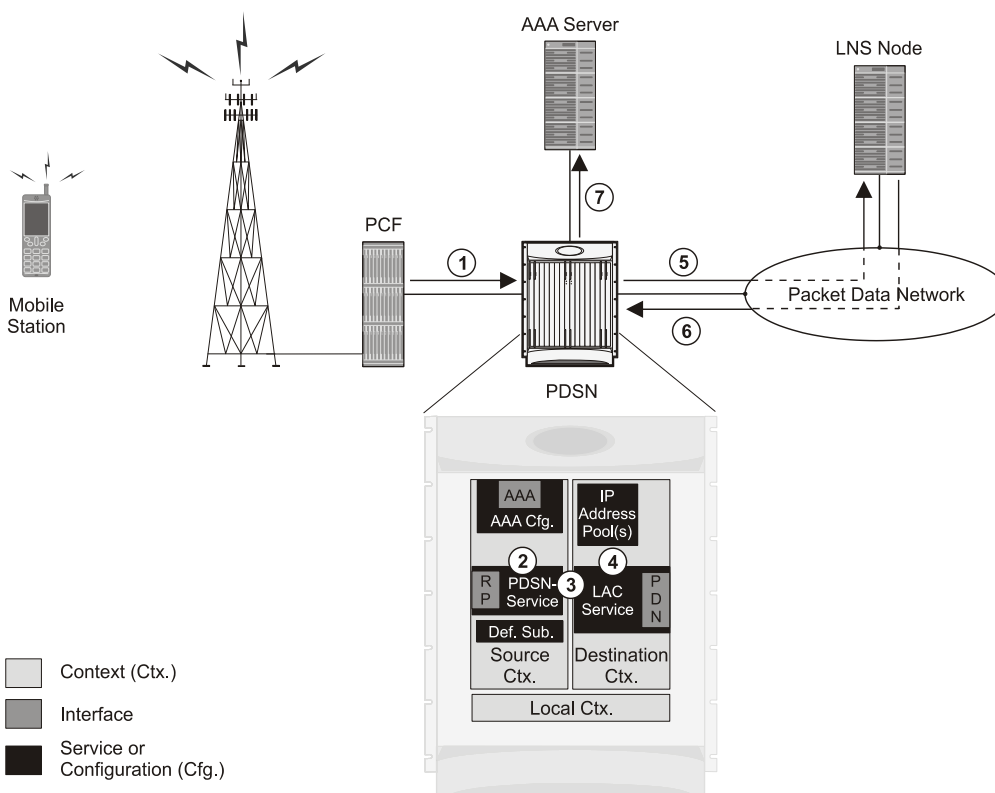 AAA Server
LNS Node
7
PCF
1
5
Mobile
Station
Packet Data Network
6
PDSN
AAA
AAA Cfg.
IP
Address
Pool(s)
2
4
3
R
P
PDSN-
Service
LAC
Service
P
D
N
Def. Sub.
Source
Ctx.
Destination
Ctx.
Local Ctx.
Context (Ctx.)
Interface
Service or
Configuration (Cfg.)